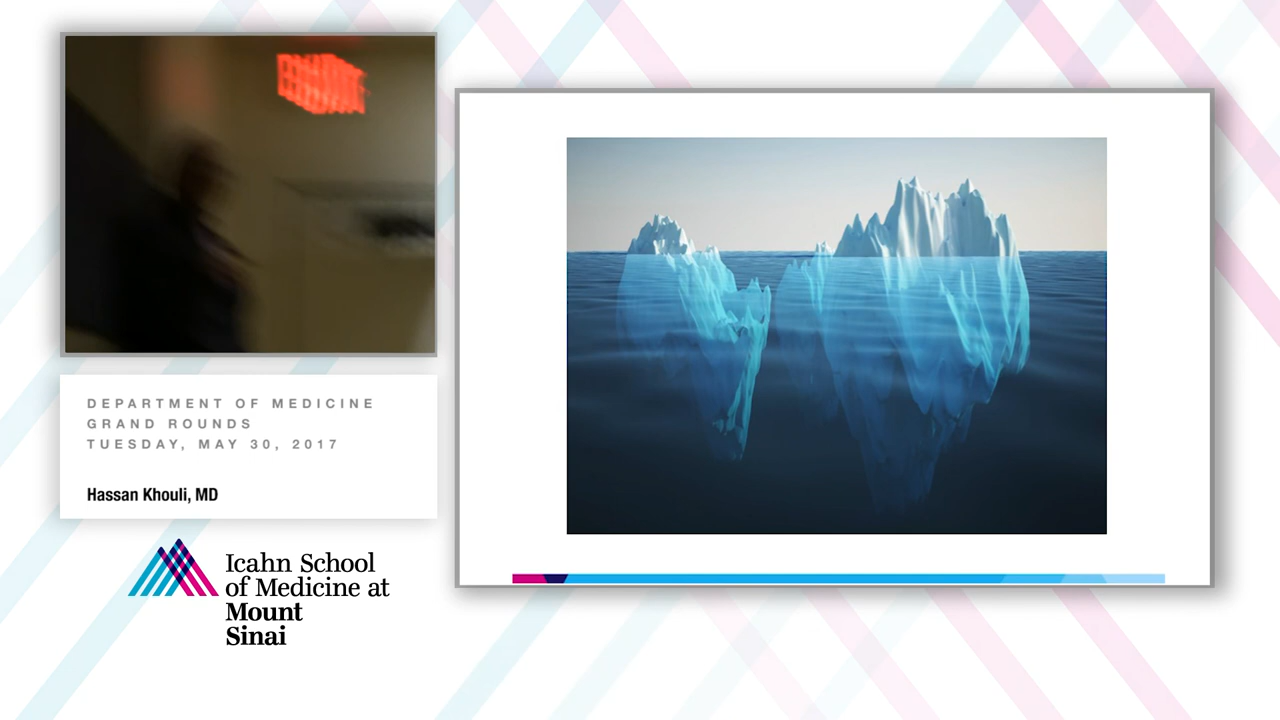 DEPARTMENT OF MEDICINE
GRAND ROUNDS
TUESDAY, MAY 30, 2017
Hassan Khouli, MD
Icahn School
of Medicine at
Mount
Sinai